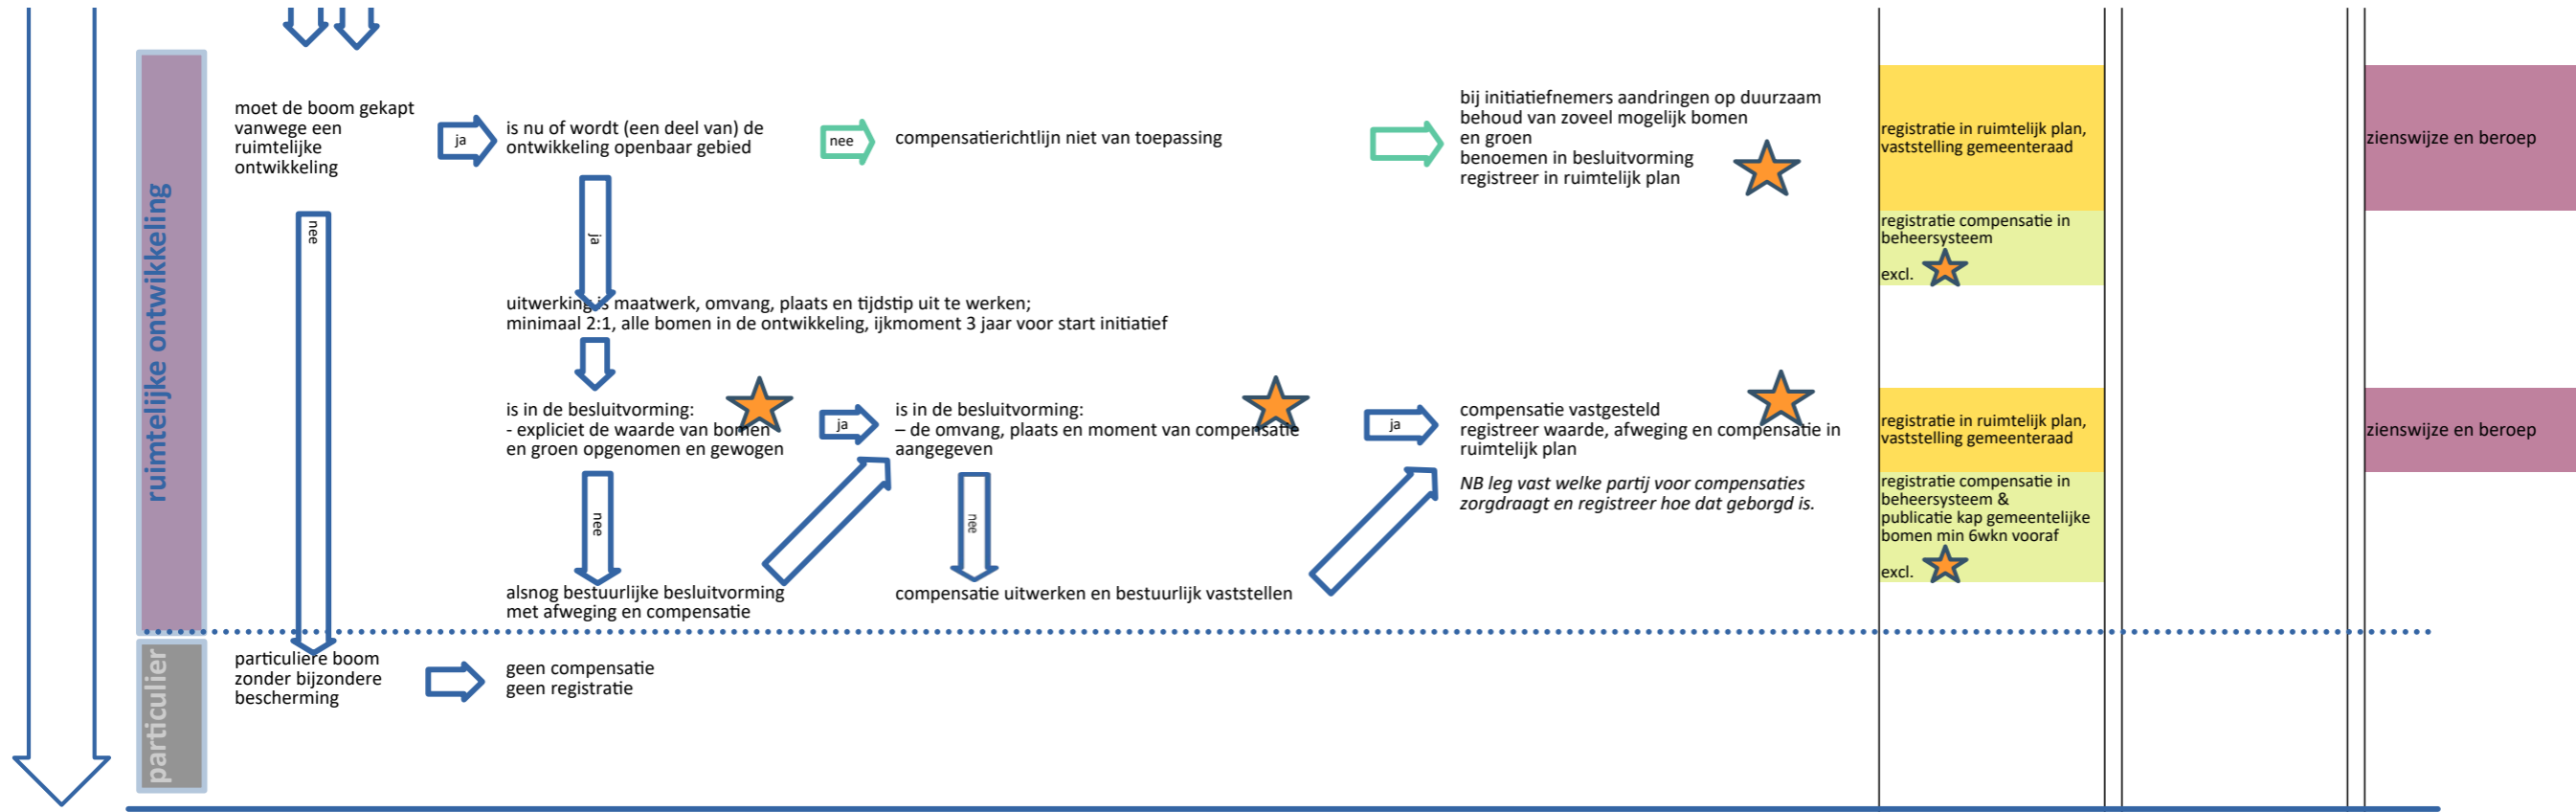 ruimtelijke ontwikkeling
moet de boom gekapt
vanwege een
ruimtelijke
ontwikkeling
ja
is nu of wordt (een deel van) de
ontwikkeling openbaar gebied
nee
compensatierichtlijn niet van toepassing
bij initiatiefnemers aandringen op duurzaam
behoud van zoveel mogelijk bomen
en groen
benoemen in besluitvorming
registreer in ruimtelijk plan
registratie in ruimtelijk plan,
vaststelling gemeenteraad
zienswijze en beroep
registratie compensatie in
beheersysteem
excl.
nee
ja
uitwerking is maatwerk, omvang, plaats en tijdstip uit te werken;
minimaal 2:1, alle bomen in de ontwikkeling, ijkmoment 3 jaar voor start initiatief
is in de besluitvorming:
- expliciet de waarde van bomen
en groen opgenomen en gewogen
ja
is in de besluitvorming:
– de omvang, plaats en moment van compensatie
aangegeven
ja
compensatie vastgesteld
registreer waarde, afweging en compensatie in
ruimtelijk plan
NB leg vast welke partij voor compensaties
zorgdraagt en registreer hoe dat geborgd is.
registratie in ruimtelijk plan,
vaststelling gemeenteraad
zienswijze en beroep
registratie compensatie in
beheersysteem &
publicatie kap gemeentelijke
bomen min 6wkn vooraf
excl.
nee
nee
alsnog bestuurlijke besluitvorming
met afweging en compensatie
compensatie uitwerken en bestuurlijk vaststellen
particulier
particuliere boom
zonder bijzondere
bescherming
geen compensatie
geen registratie